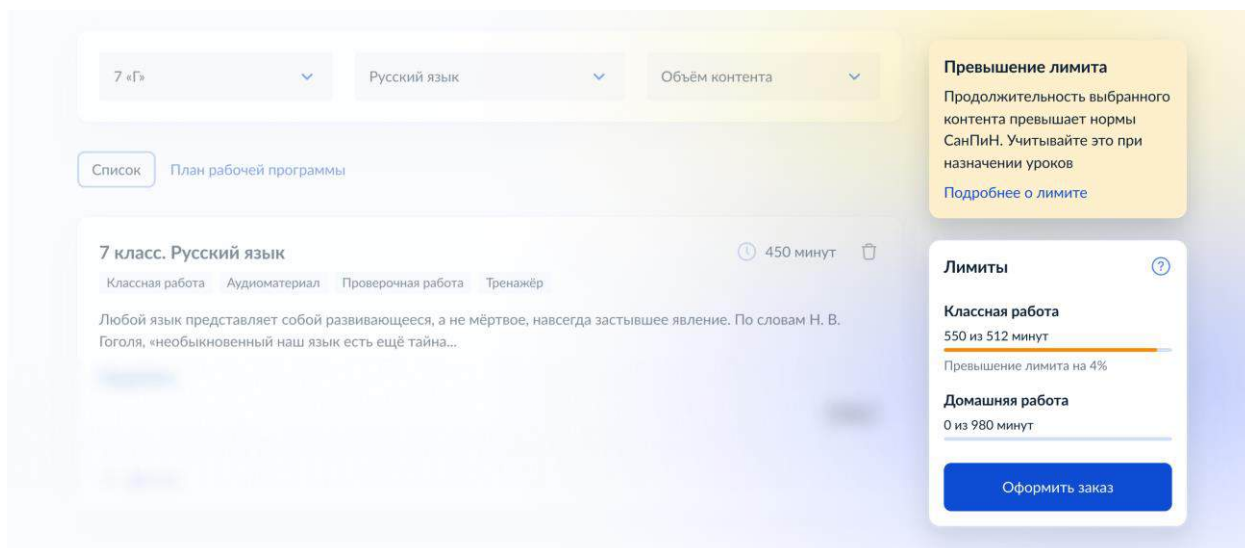 7 «Г»
Русский язык
Объём контента
Список
План рабочей программы
7 класс. Русский язык
450 минут
Классная работа
Аудиоматериал
Проверочная работа
Тренажёр
Любой язык представляет собой развивающееся, а не мёртвое, навсегда застывшее явление. По словам Н. В.
Гоголя, «необыкновенный наш язык есть ещё тайна...
Превышение лимита
Продолжительность выбранного
контента превышает нормы
СанПиН. Учитывайте это при
назначении уроков
Подробнее о лимите
Лимиты
Классная работа
550 из 512 минут
Превышение лимита на 4%
Домашняя работа
0 из 980 минут
Оформить заказ